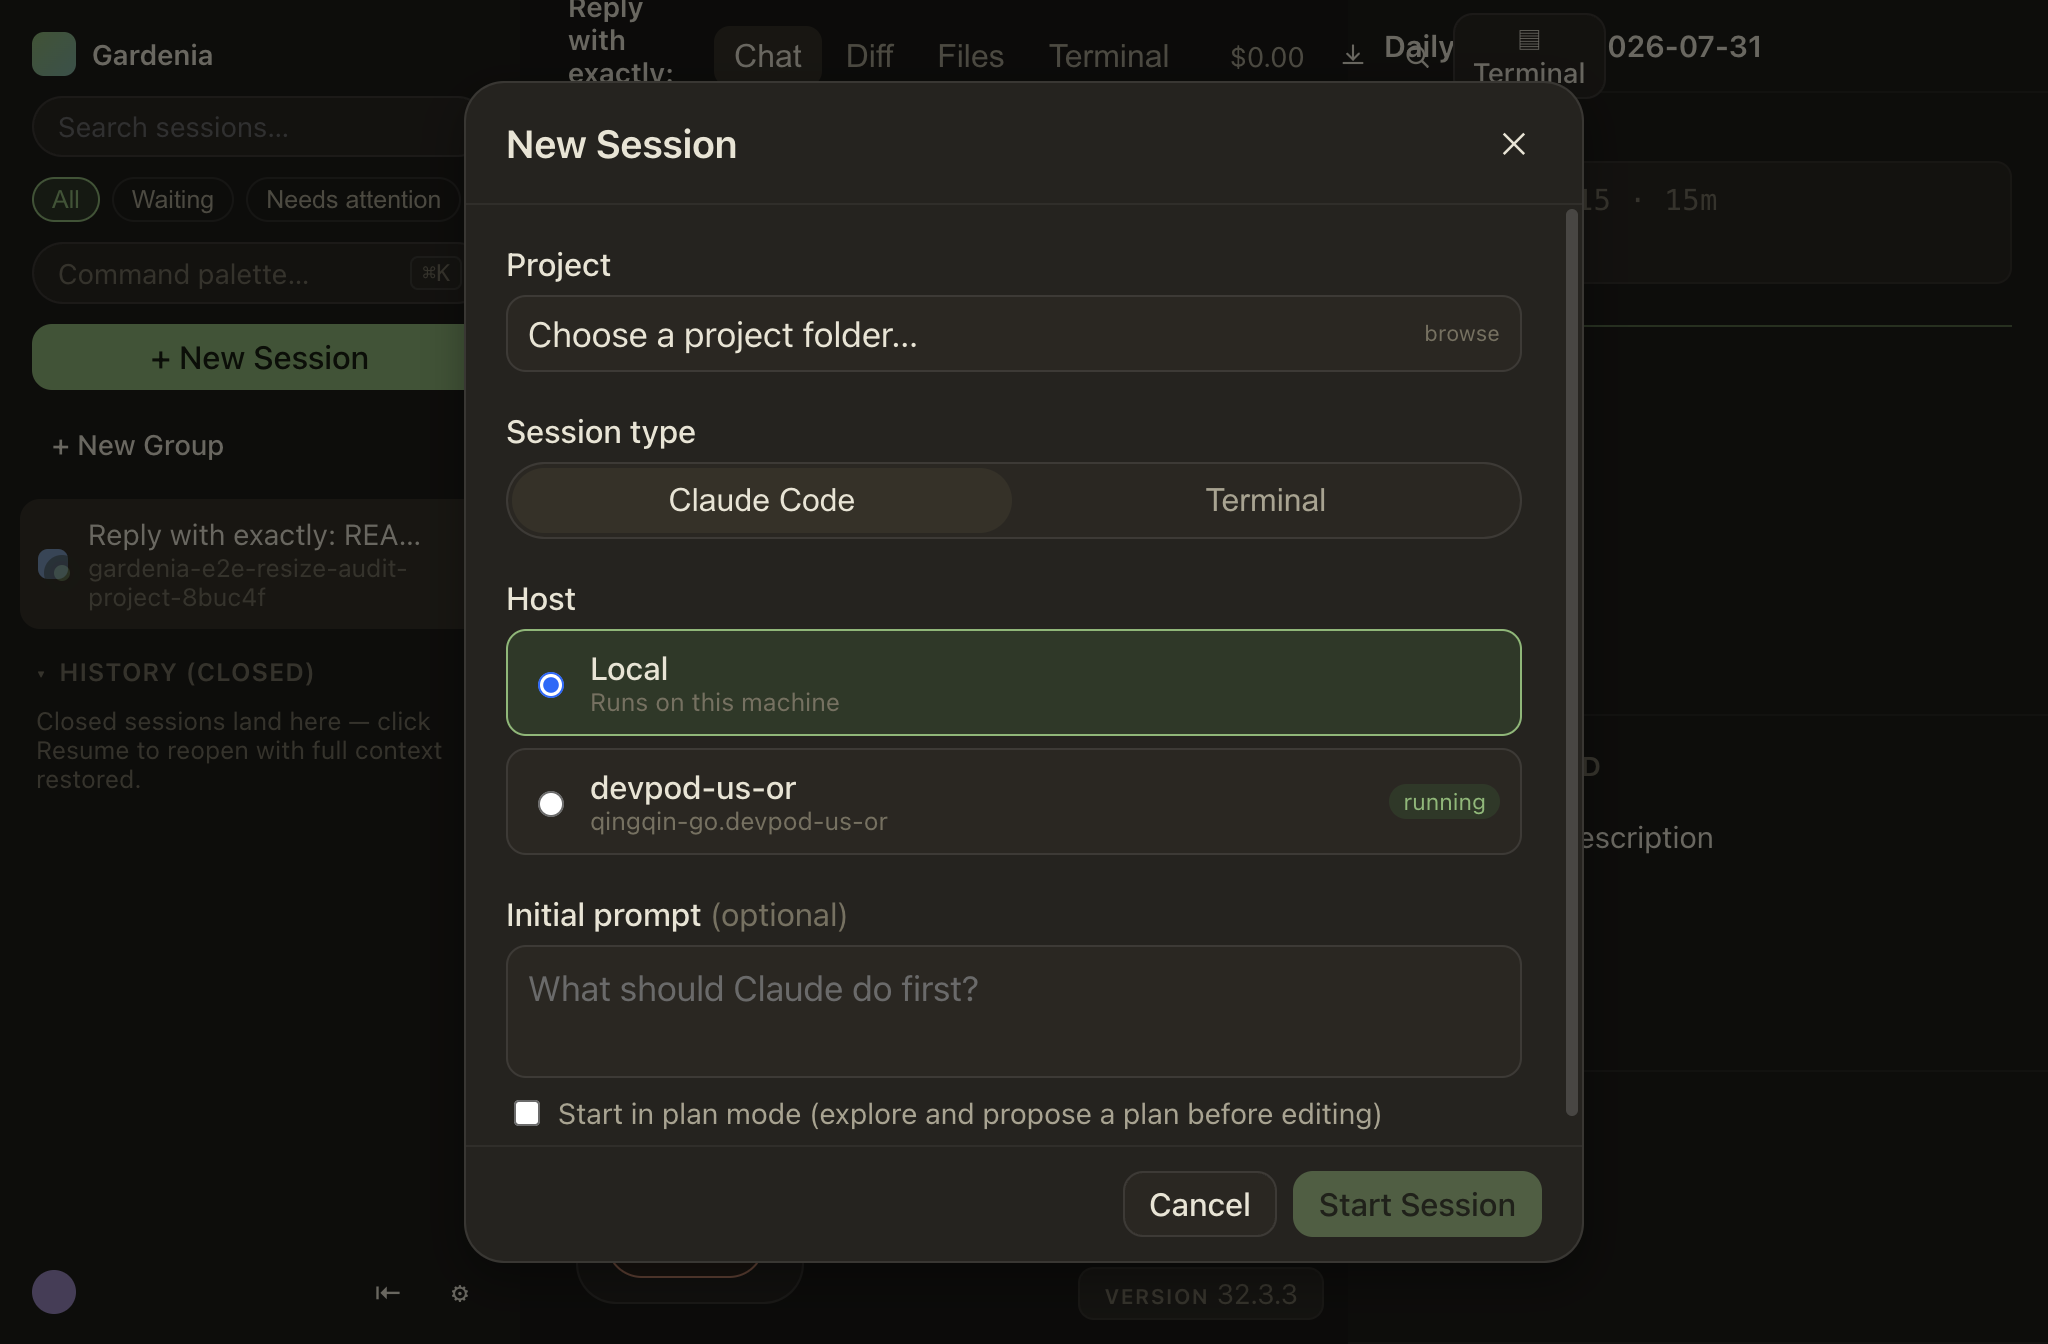 Gardenia
Search sessions...
All
Waiting
Needs attention
Command palette...
⌘K
+ New Session
+ New Group
Reply with exactly: REA...
gardenia-e2e-resize-audit-
project-8buc4f
▾ HISTORY (CLOSED)
Closed sessions land here — click
Resume to reopen with full context
restored.
Reply
with
exactly:
Chat
Diff
Files
Terminal
$0.00
Daily
Terminal
026-07-31
15 · 15m
D
escription
New Session
Project
Choose a project folder...
browse
Session type
Claude Code
Terminal
Host
Local
Runs on this machine
devpod-us-or
qingqin-go.devpod-us-or
running
Initial prompt (optional)
What should Claude do first?
Start in plan mode (explore and propose a plan before editing)
Cancel
Start Session
VERSION 32.3.3